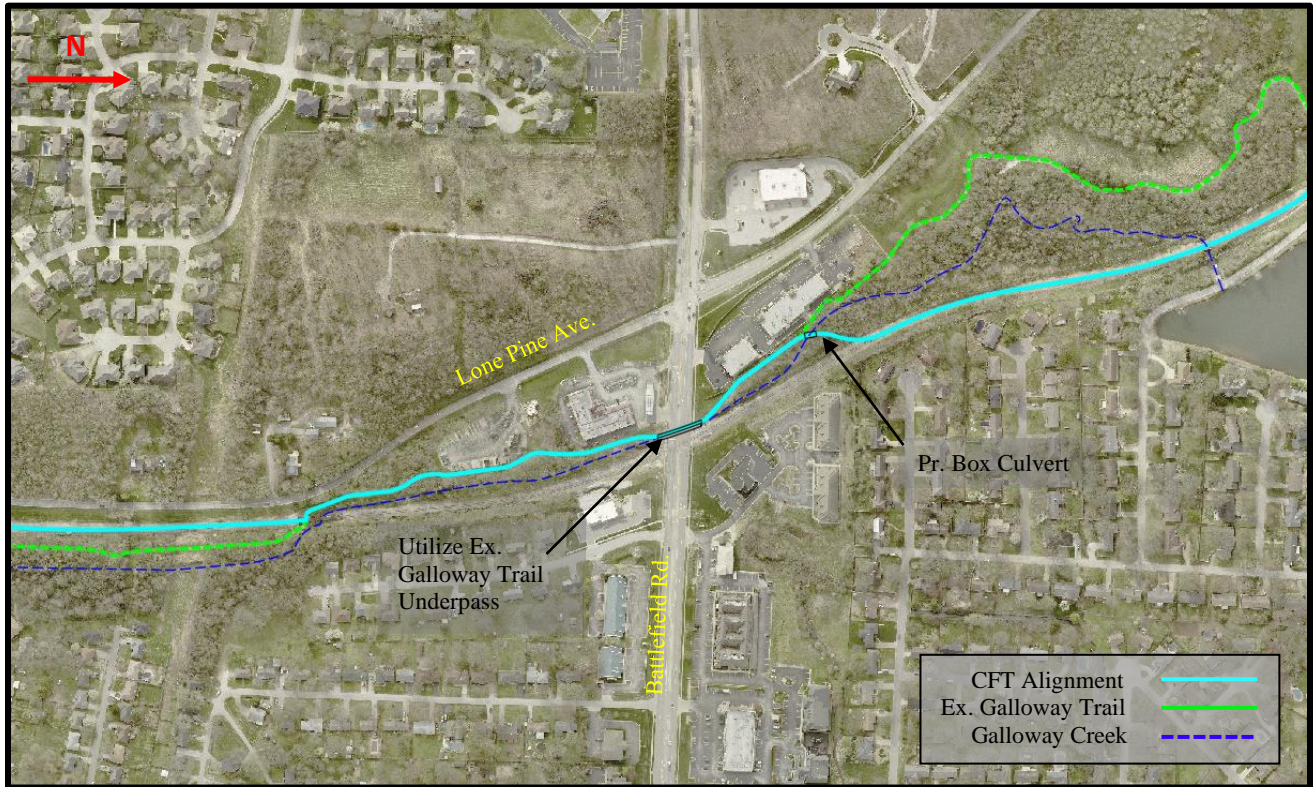 N
Lone Pine Ave.
Pr. Box Culvert
Utilize Ex.
Galloway Trail
Underpass
Battlefield Rd.
CFT Alignment
Ex. Galloway Trail
Galloway Creek